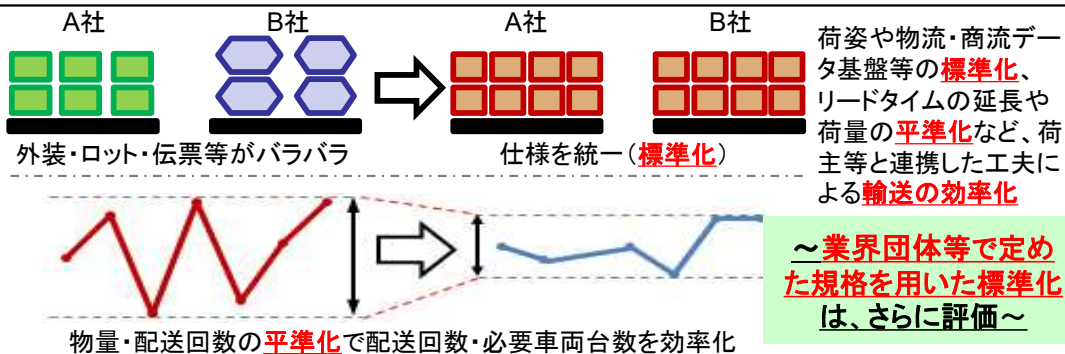 A社
B社
A社
B社
外装・ロット・伝票等がバラバラ
仕様を統一（標準化）
荷姿や物流・商流デー
タ基盤等の標準化、
リードタイムの延長や
荷量の平準化など、荷
主等と連携した工夫に
よる輸送の効率化
物量・配送回数の平準化で配送回数・必要車両台数を効率化
～業界団体等で定め
た規格を用いた標準化
は、さらに評価～